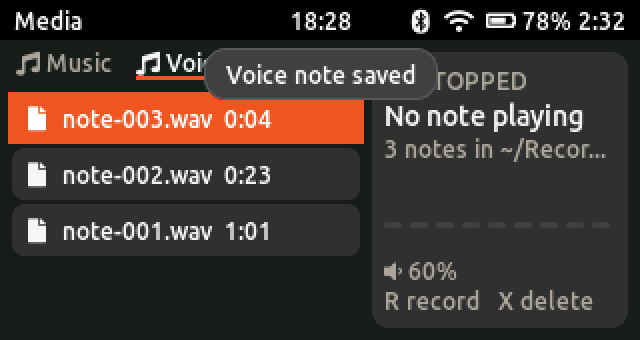 Media 18:28 78% 2:32
Music
Voice note saved
STOPPED
note-003.wav 0:04
note-002.wav 0:23
note-001.wav 1:01
No note playing
3 notes in ~/Recor...
60%
R record X delete